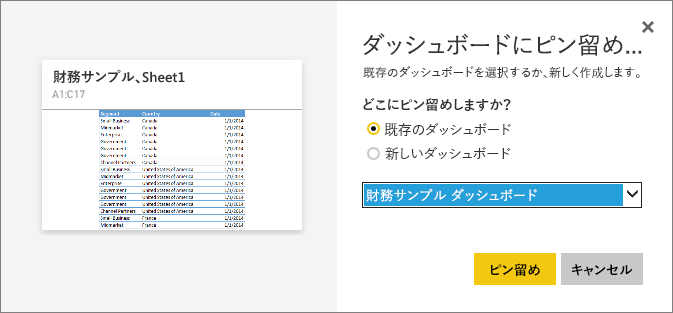 財務サンプル、Sheet1
A1:C17
Segment Country Date
Small Business Canada 1/1/2014
Midmarket Canada 1/1/2014
Enterprise Canada 1/1/2014
Government Canada 1/1/2014
Government Canada 1/1/2014
Government Canada 1/1/2014
Channel Partners Canada 1/1/2014
Small Business United States of America 1/1/2014
Midmarket United States of America 1/1/2014
Enterprise United States of America 1/1/2014
Government United States of America 1/1/2014
Government United States of America 1/1/2014
Government United States of America 1/1/2014
Channel Partners United States of America 1/1/2014
Small Business France 1/1/2014
Midmarket France 1/1/2014
ダッシュボードにピン留め...
既存のダッシュボードを選択するか、新しく作成します。
どこにピン留めしますか?
既存のダッシュボード
新しいダッシュボード
財務サンプル ダッシュボード
ピン留め キャンセル